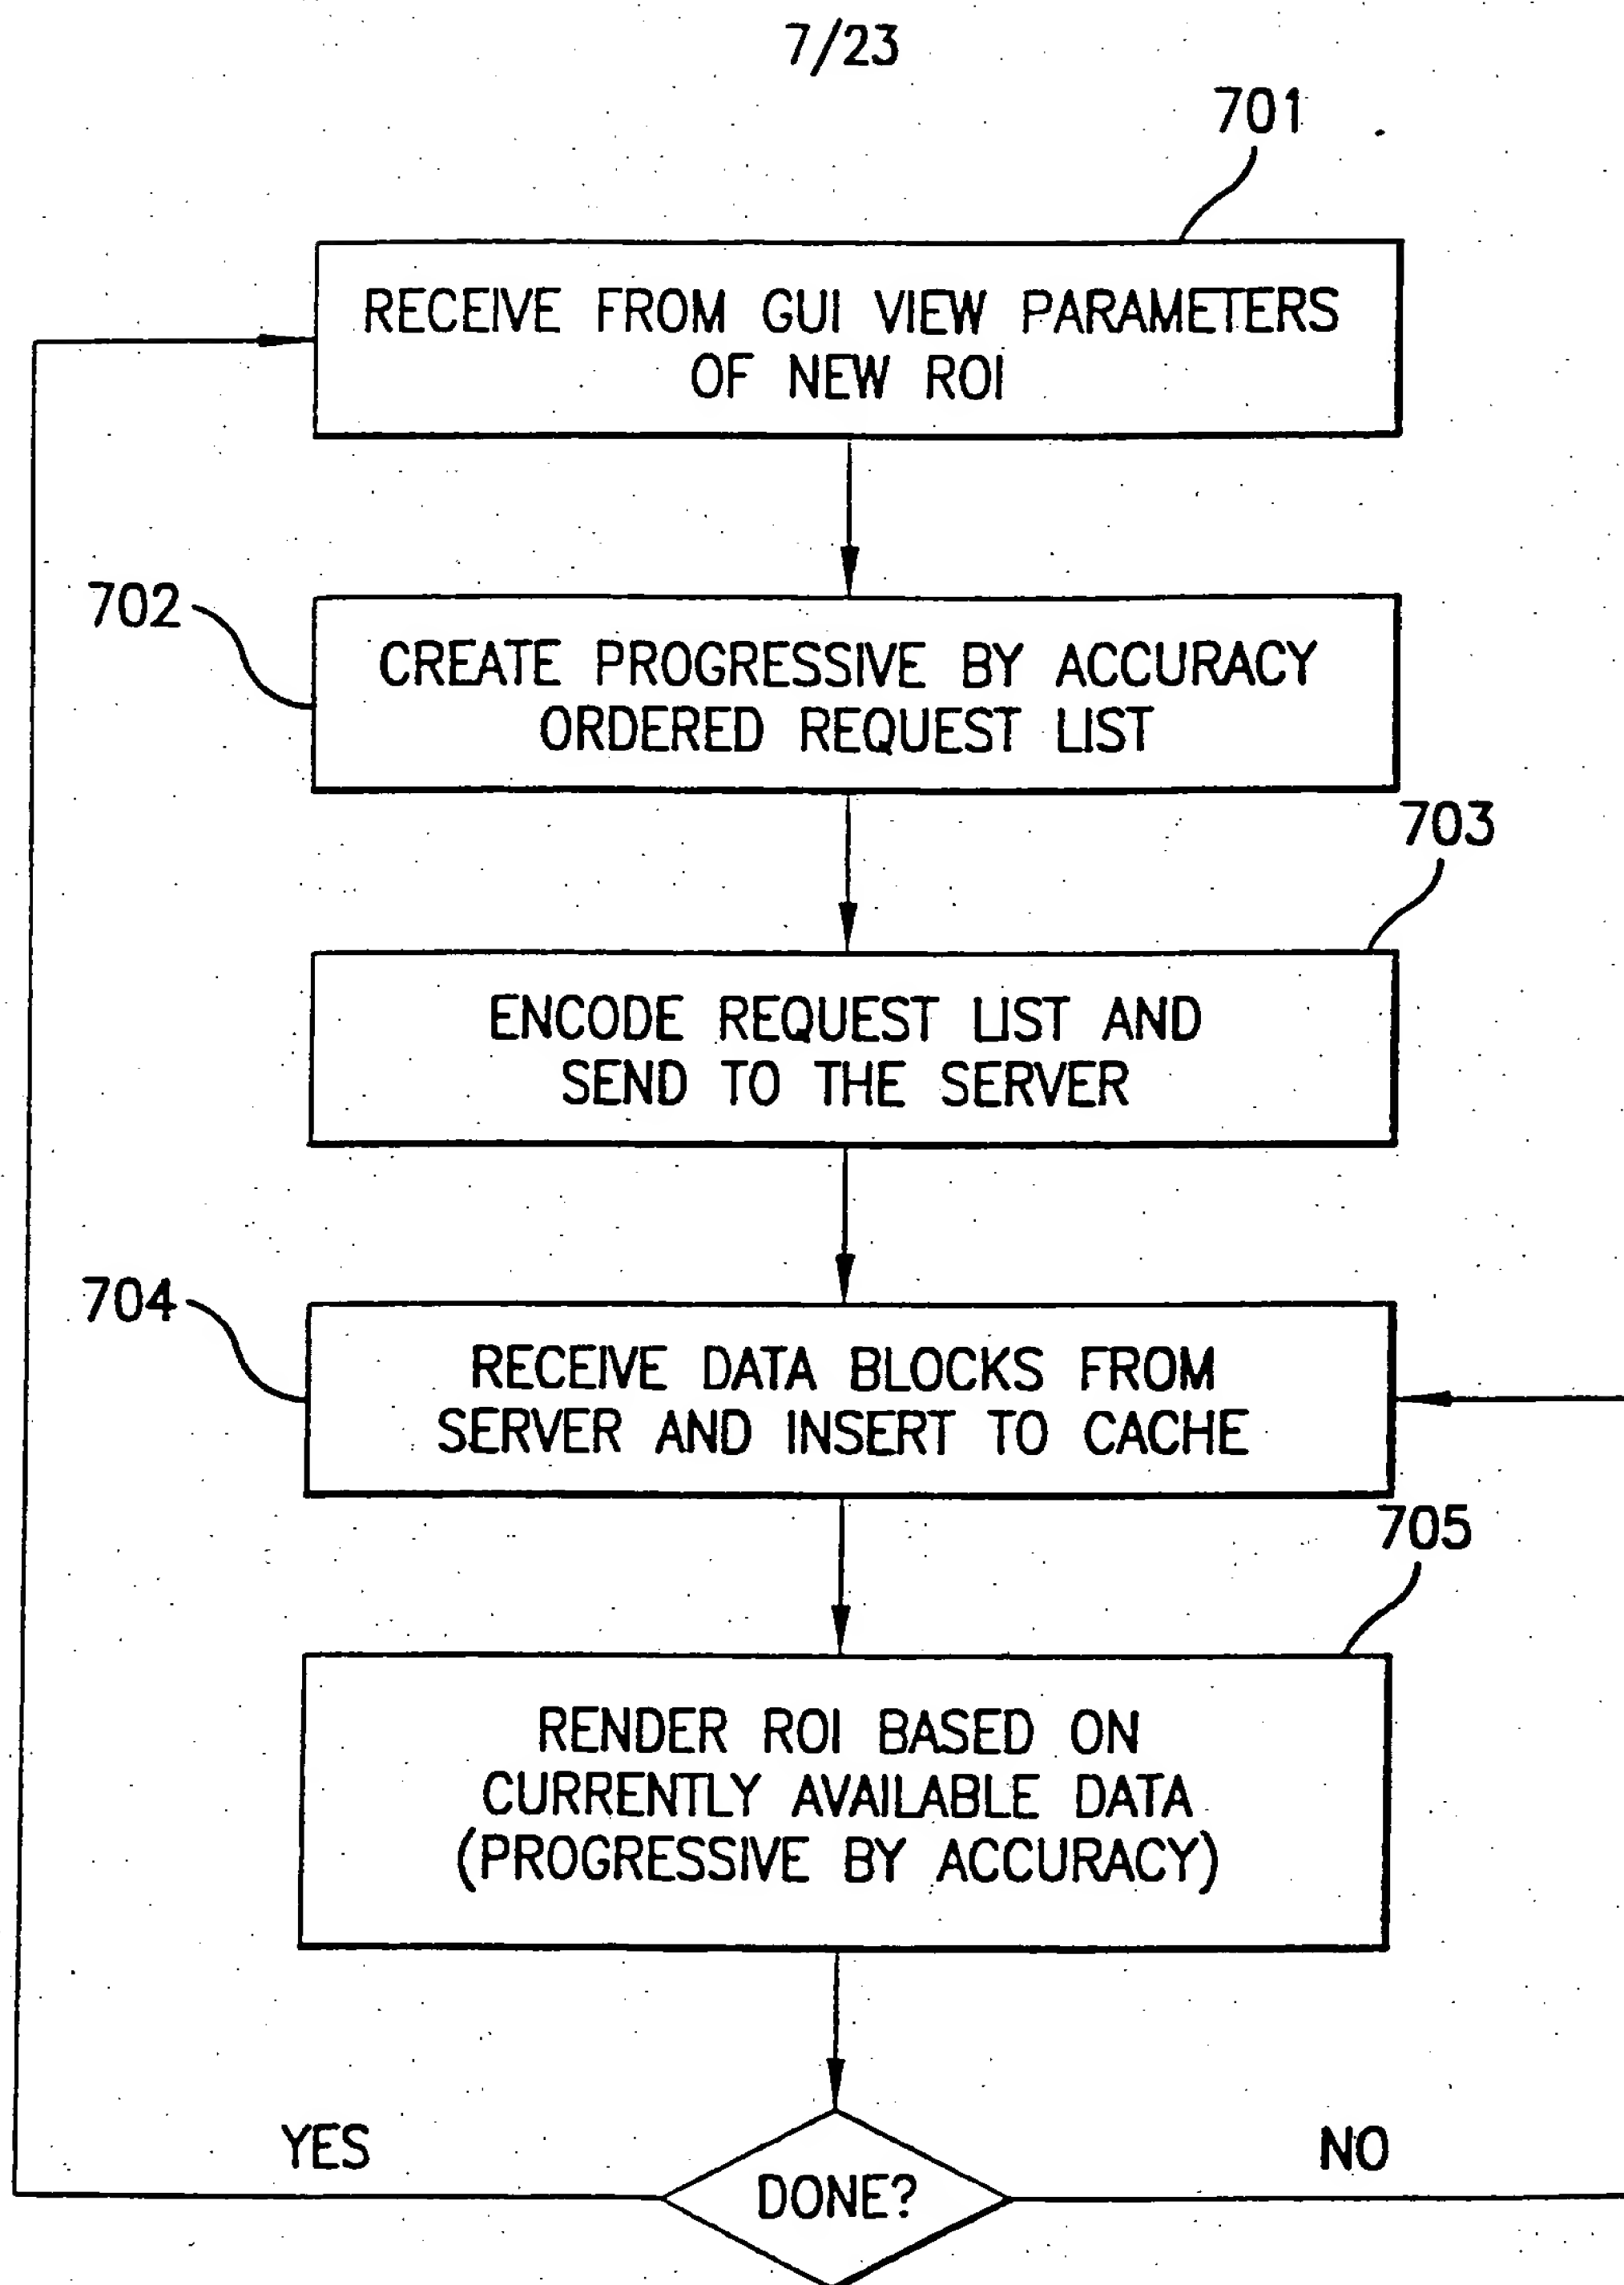 7/23
701
RECEIVE FROM GUI VIEW PARAMETERS
OF NEW ROI
702
CREATE PROGRESSIVE BY ACCURACY
ORDERED REQUEST LIST
703
ENCODE REQUEST LIST AND
SEND TO THE SERVER
704
RECEIVE DATA BLOCKS FROM
SERVER AND INSERT TO CACHE
705
RENDER ROI BASED ON
CURRENTLY AVAILABLE DATA
(PROGRESSIVE BY ACCURACY)
YES
NO
DONE?